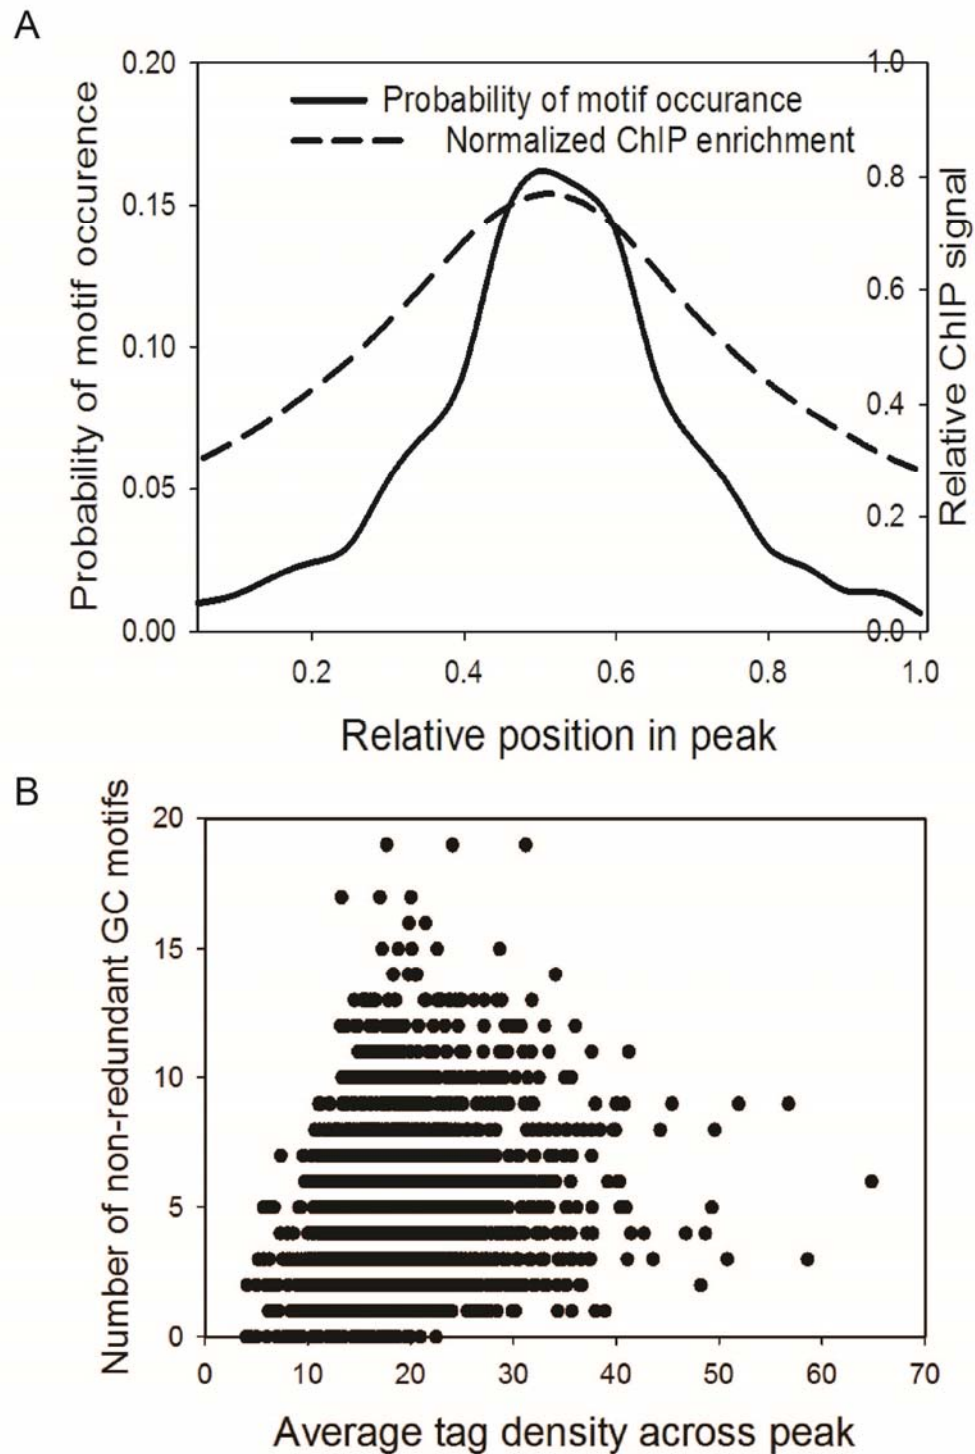 A
Probability of motif occurance
Normalized ChIP enrichment
Probability of motif occurence
0.20
0.15
0.10
0.05
0.00
1.0
0.8
0.6
0.4
0.2
0.0
Relative ChIP signal
0.2 0.4 0.6 0.8 1.0
Relative position in peak
B
Number of non-redundant GC motifs
20
15
10
5
0
0 10 20 30 40 50 60 70
Average tag density across peak